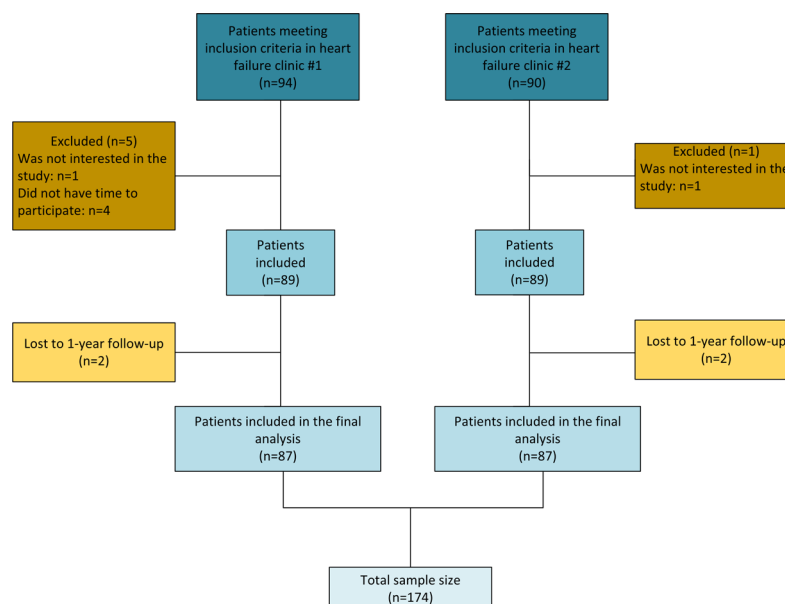 Patients meeting
inclusion criteria in heart
failure clinic #1
(n=94)
Patients meeting
inclusion criteria in heart
failure clinic #2
(n=90)
Excluded (n=5)
Was not interested in the
study: n=1
Did not have time to
participate: n=4
Excluded (n=1)
Was not interested in the
study: n=1
Patients
included
(n=89)
Patients
included
(n=89)
Lost to 1-year follow-up
(n=2)
Lost to 1-year follow-up
(n=2)
Patients included in the final
analysis
(n=87)
Patients included in the final
analysis
(n=87)
Total sample size
(n=174)